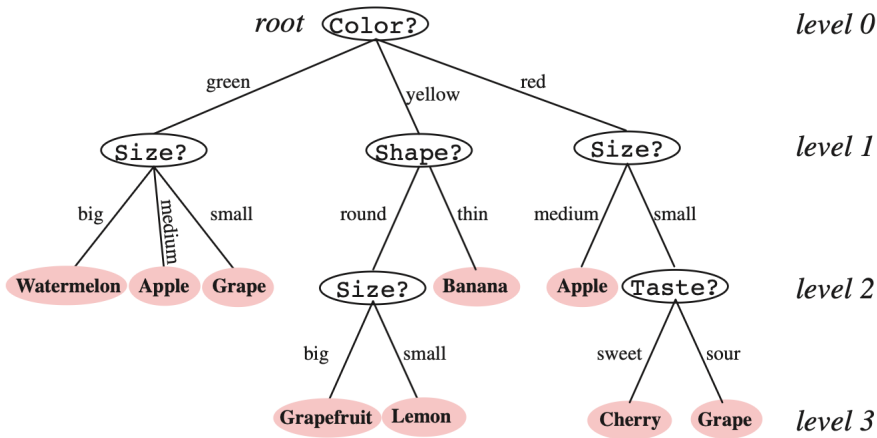 root Color? level 0
green yellow red
Size? Shape? Size? level 1
big medium small round thin medium small
Watermelon Apple Grape Size? Banana Apple Taste? level 2
big small sweet sour
Grapefruit Lemon Cherry Grape level 3